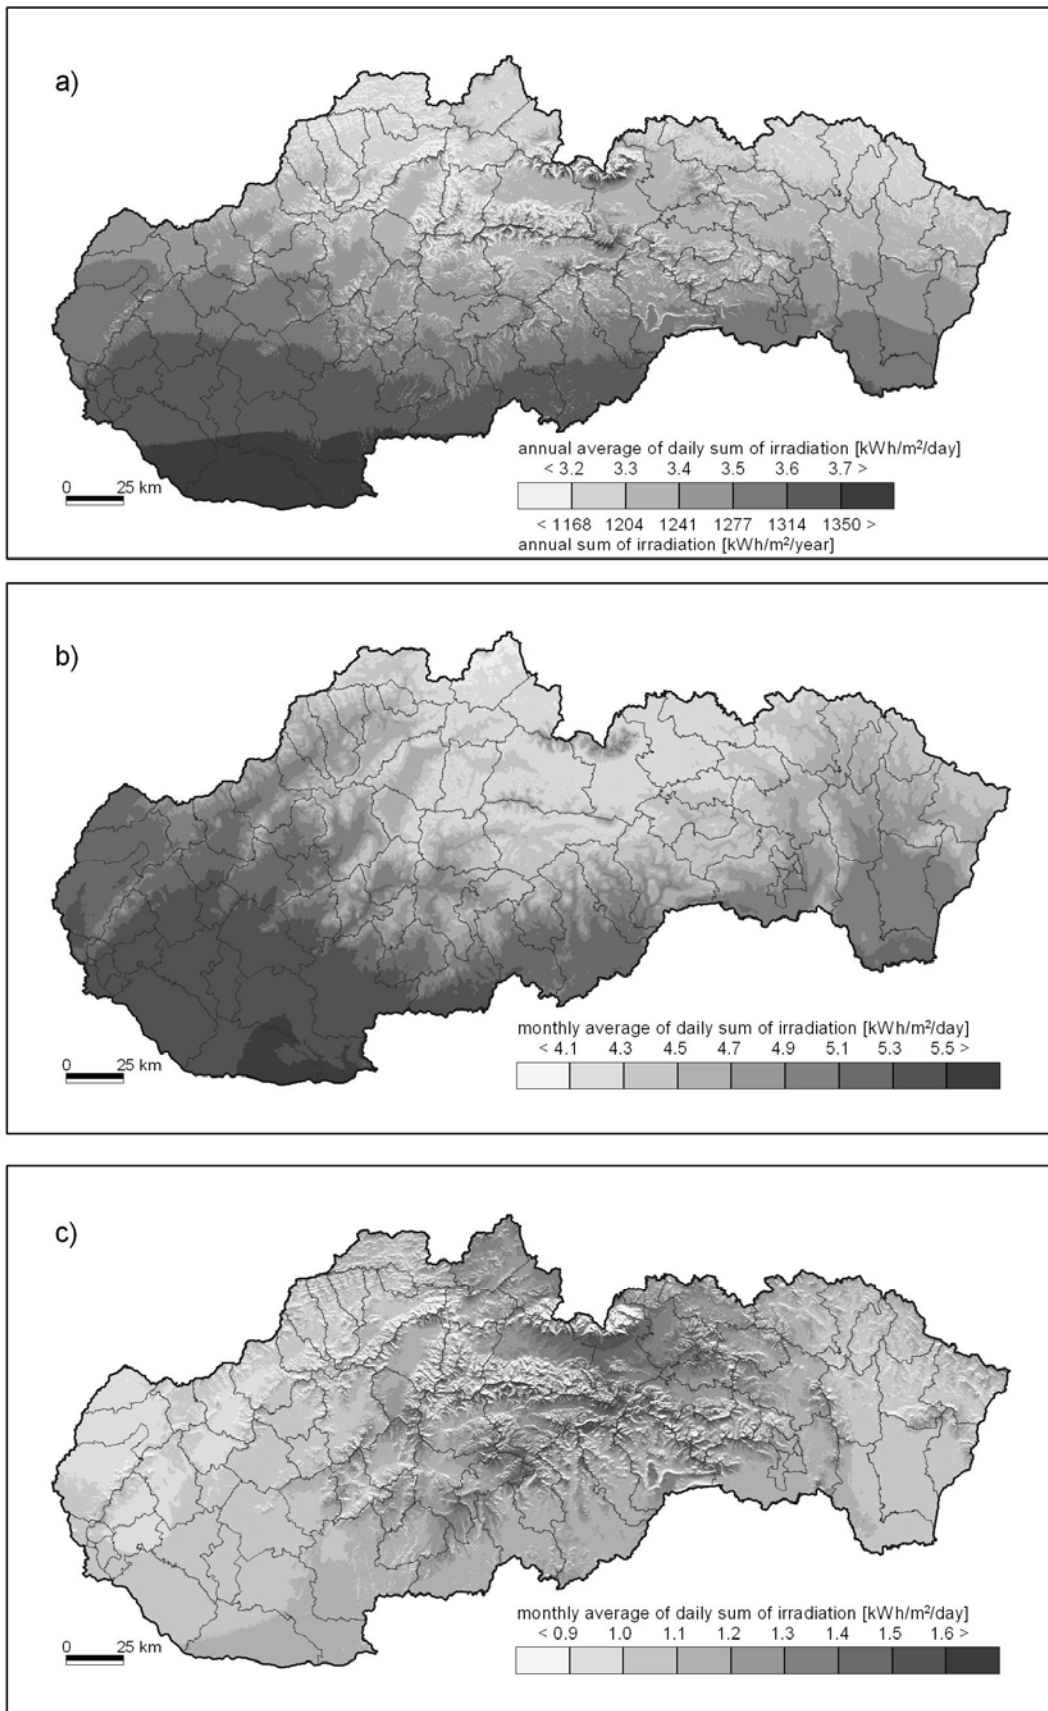 a)
annual average of daily sum of irradiation [kWh/m²/day]
< 3.2 3.3 3.4 3.5 3.6 3.7 >
0 25 km
< 1168 1204 1241 1277 1314 1350 >
annual sum of irradiation [kWh/m²/year]
b)
monthly average of daily sum of irradiation [kWh/m²/day]
< 4.1 4.3 4.5 4.7 4.9 5.1 5.3 5.5 >
0 25 km
c)
monthly average of daily sum of irradiation [kWh/m²/day]
< 0.9 1.0 1.1 1.2 1.3 1.4 1.5 1.6 >
0 25 km